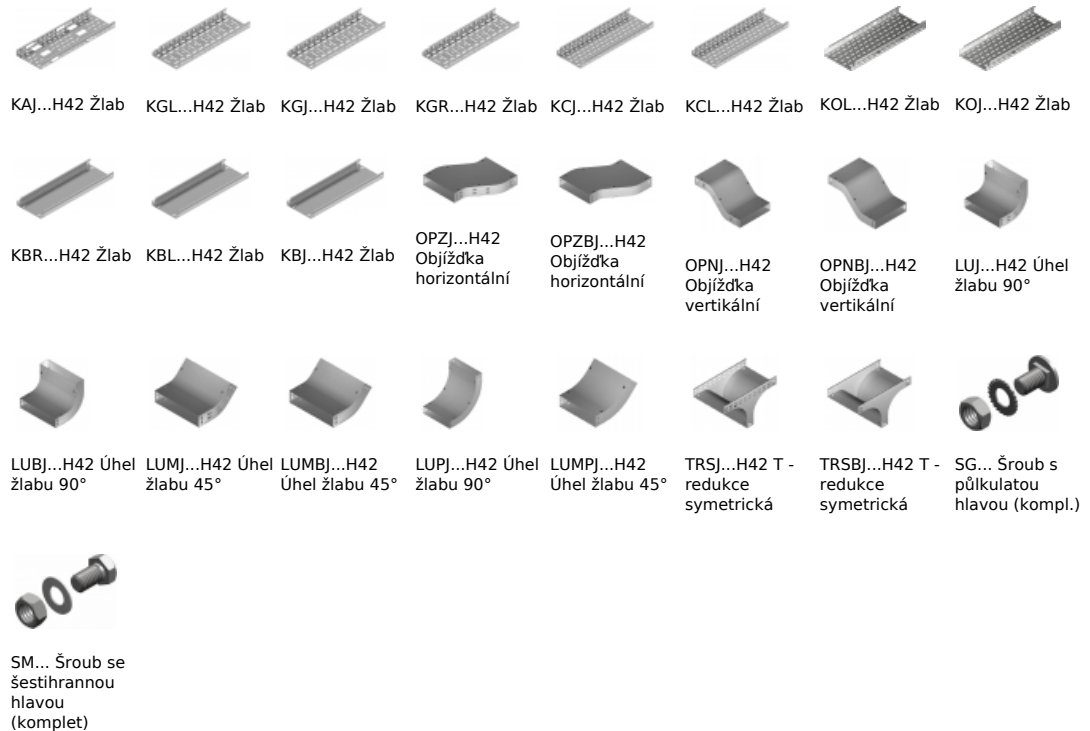 KAJ...H42 Žlab
KGL...H42 Žlab
KGJ...H42 Žlab
KGR...H42 Žlab
KCJ...H42 Žlab
KCL...H42 Žlab
KOL...H42 Žlab
KOJ...H42 Žlab
KBR...H42 Žlab
KBL...H42 Žlab
KBJ...H42 Žlab
OPZJ...H42
Objížďka
horizontální
OPZBJ...H42
Objížďka
horizontální
OPNJ...H42
Objížďka
vertikální
OPNBJ...H42
Objížďka
vertikální
LUJ...H42 Úhel
žlabu 90°
LUBJ...H42 Úhel
žlabu 90°
LUMJ...H42 Úhel
žlabu 45°
LUMBJ...H42
Úhel žlabu 45°
LUPJ...H42 Úhel
žlabu 90°
LUMPJ...H42
Úhel žlabu 45°
TRSJ...H42 T -
redukce
symetrická
TRSBJ...H42 T -
redukce
symetrická
SG... Šroub s
půlkulatou
hlavou (kompl.)
SM... Šroub se
šestihrannou
hlavou
(komplet)